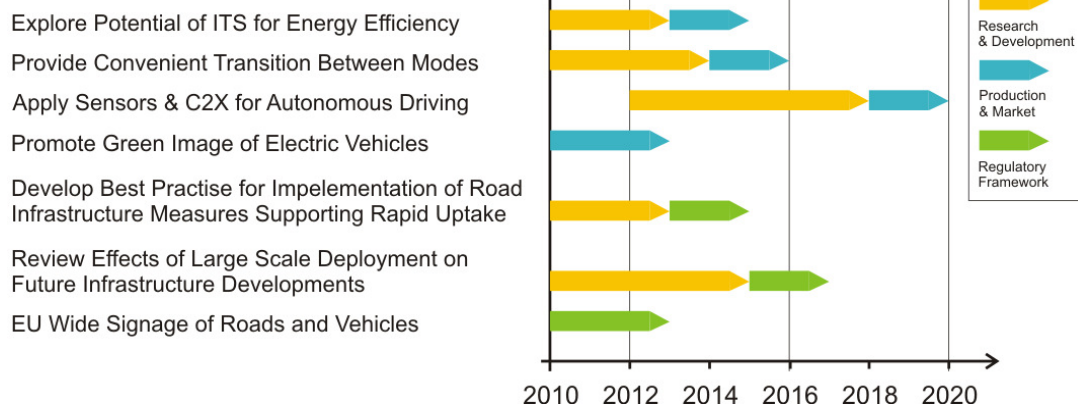 Explore Potential of ITS for Energy Efficiency
Provide Convenient Transition Between Modes
Apply Sensors & C2X for Autonomous Driving
Promote Green Image of Electric Vehicles
Develop Best Practise for Impelementation of Road
Infrastructure Measures Supporting Rapid Uptake
Review Effects of Large Scale Deployment on
Future Infrastructure Developments
EU Wide Signage of Roads and Vehicles
2010 2012 2014 2016 2018 2020
Research
& Development
Production
& Market
Regulatory
Framework